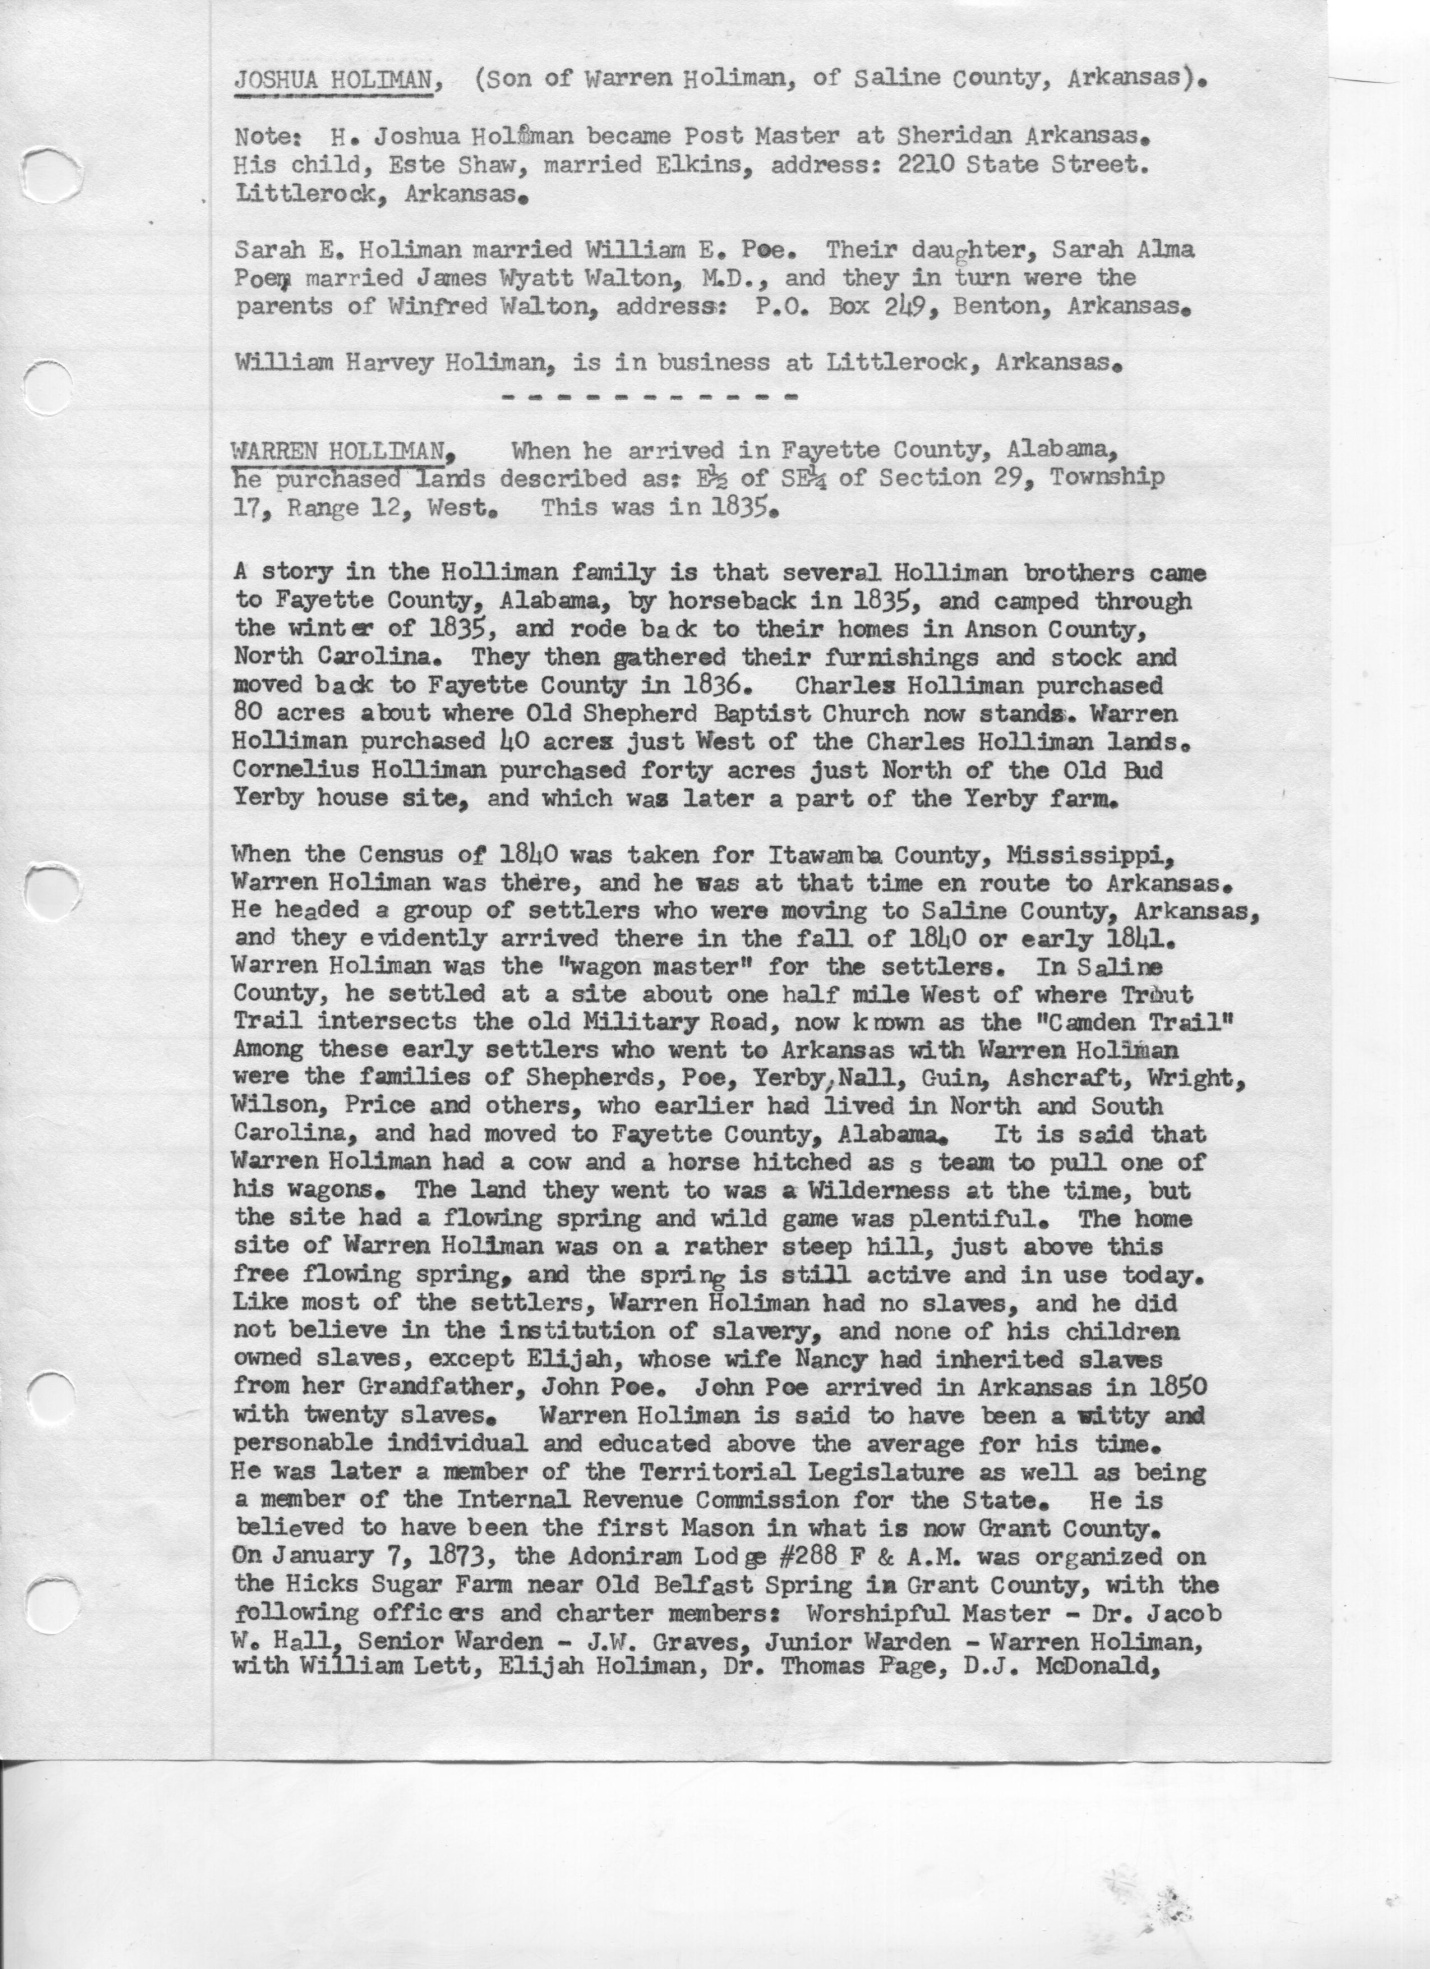 JOSHUA HOLIMAN, (Son of Warren Holiman, of Saline County, Arkansas).
Note: H. Joshua Holiman became Post Master at Sheridan Arkansas.
His child, Este Shaw, married Elkins, address: 2210 State Street.
Littlerock, Arkansas.
Sarah E. Holiman married William E. Poe. Their daughter, Sarah Alma
Poe, married James Wyatt Walton, M.D., and they in turn were the
parents of Winfred Walton, address: P.O. Box 249, Benton, Arkansas.
William Harvey Holiman, is in business at Littlerock, Arkansas.
- - - - - - - - - - -
WARREN HOLLIMAN, When he arrived in Fayette County, Alabama,
he purchased lands described as: E½ of SE¼ of Section 29, Township
17, Range 12, West. This was in 1835.
A story in the Holliman family is that several Holliman brothers came
to Fayette County, Alabama, by horseback in 1835, and camped through
the winter of 1835, and rode back to their homes in Anson County,
North Carolina. They then gathered their furnishings and stock and
moved back to Fayette County in 1836. Charles Holliman purchased
80 acres about where Old Shepherd Baptist Church now stands. Warren
Holliman purchased 40 acres just West of the Charles Holliman lands.
Cornelius Holliman purchased forty acres just North of the Old Bud
Yerby house site, and which was later a part of the Yerby farm.
When the Census of 1840 was taken for Itawamba County, Mississippi,
Warren Holiman was there, and he was at that time en route to Arkansas.
He headed a group of settlers who were moving to Saline County, Arkansas,
and they evidently arrived there in the fall of 1840 or early 1841.
Warren Holiman was the "wagon master" for the settlers. In Saline
County, he settled at a site about one half mile West of where Trout
Trail intersects the old Military Road, now known as the "Camden Trail"
Among these early settlers who went to Arkansas with Warren Holiman
were the families of Shepherds, Poe, Yerby, Nall, Guin, Ashcraft, Wright,
Wilson, Price and others, who earlier had lived in North and South
Carolina, and had moved to Fayette County, Alabama. It is said that
Warren Holiman had a cow and a horse hitched as s team to pull one of
his wagons. The land they went to was a Wilderness at the time, but
the site had a flowing spring and wild game was plentiful. The home
site of Warren Holiman was on a rather steep hill, just above this
free flowing spring, and the spring is still active and in use today.
Like most of the settlers, Warren Holiman had no slaves, and he did
not believe in the institution of slavery, and none of his children
owned slaves, except Elijah, whose wife Nancy had inherited slaves
from her Grandfather, John Poe. John Poe arrived in Arkansas in 1850
with twenty slaves. Warren Holiman is said to have been a witty and
personable individual and educated above the average for his time.
He was later a member of the Territorial Legislature as well as being
a member of the Internal Revenue Commission for the State. He is
believed to have been the first Mason in what is now Grant County.
On January 7, 1873, the Adoniram Lodge #288 F & A.M. was organized on
the Hicks Sugar Farm near Old Belfast Spring in Grant County, with the
following officers and charter members: Worshipful Master - Dr. Jacob
W. Hall, Senior Warden - J.W. Graves, Junior Warden - Warren Holiman,
with William Lett, Elijah Holiman, Dr. Thomas Page, D.J. McDonald,